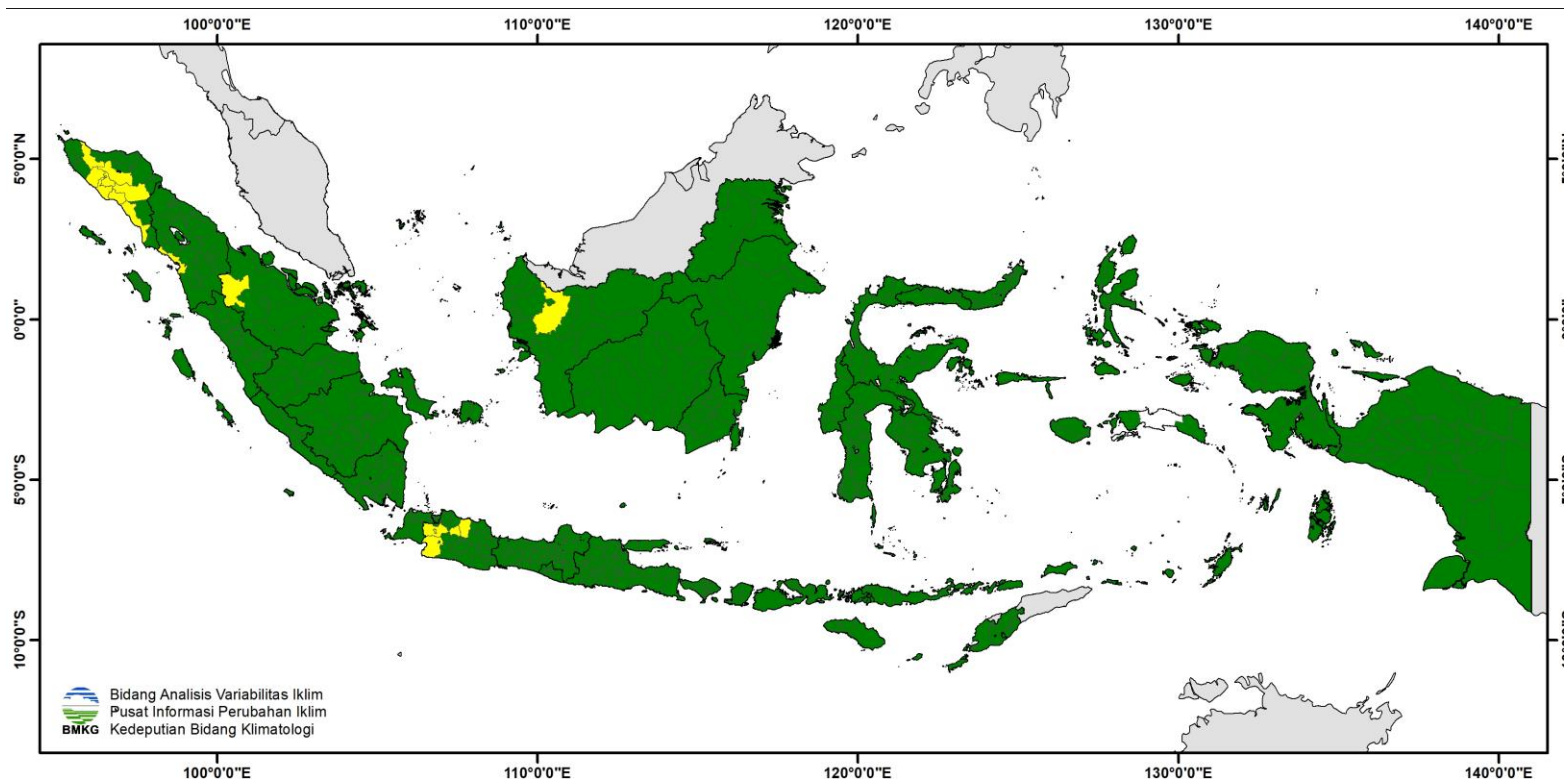 100°0'0"E 110°0'0"E 120°0'0"E 130°0'0"E 140°0'0"E
5°0'0"N
0°0'0"
5°0'0"S
10°0'0"S
Bidang Analisis Variabilitas Iklim
Pusat Informasi Perubahan Iklim
BMKG Kedeputian Bidang Klimatologi
100°0'0"E 110°0'0"E 120°0'0"E 130°0'0"E 140°0'0"E